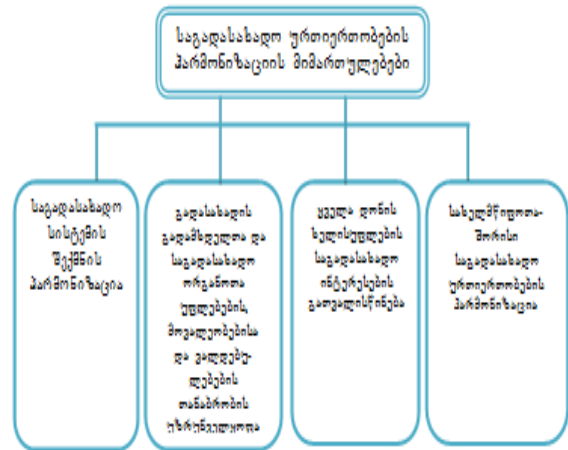 საგადასახადო ურთიერთობების
ჰარმონიზაციის მიმართულებები
საგადასახადო
სისტემის
შექმნის
ჰარმონიზაცია
გადასახადის
გადამხდელთა და
საგადასახადო
ორგანოთა
უფლებების,
მოვალეობებისა
და ვალდებუ-
ლებების
თანაბრობის
უზრუნველყოფა
ყველა დონის
ხელისუფლების
საგადასახადო
ინტერესების
გათვალისწინება
სახელმწიფოთა-
შორისი
საგადასახადო
ურთიერთობების
ჰარმონიზაცია